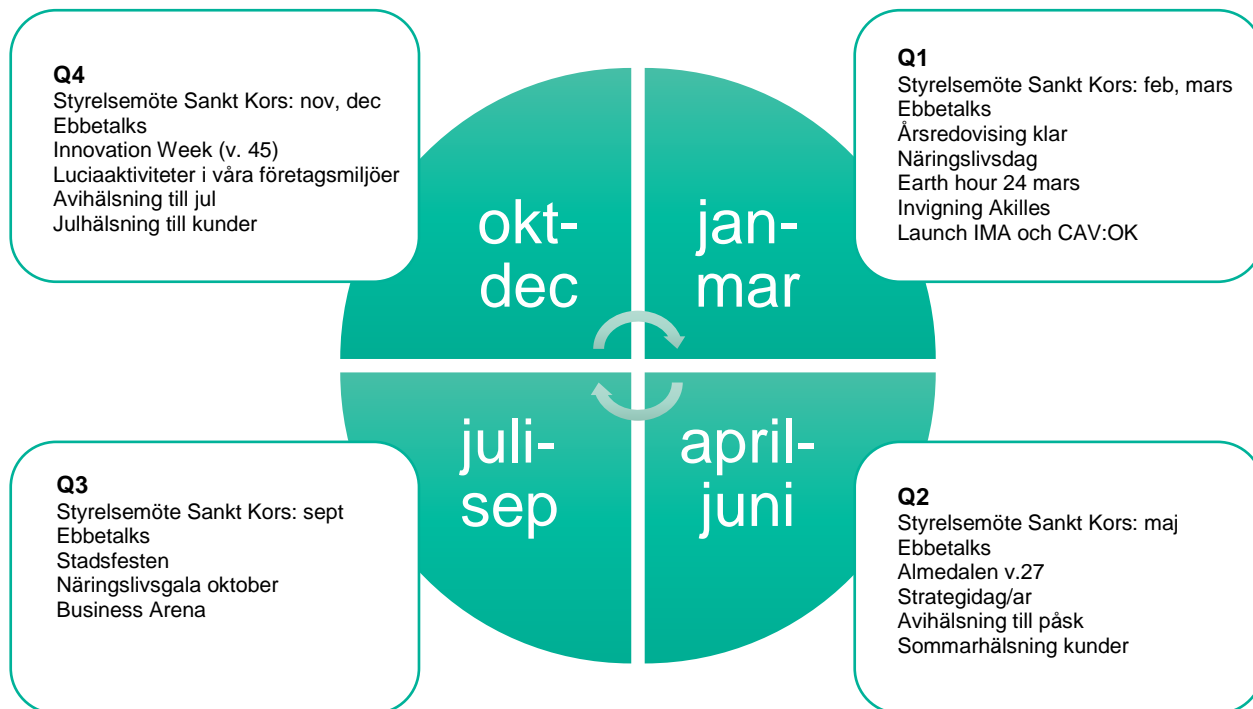 Q4
Styrelsemöte Sankt Kors: nov, dec
Ebbetalks
Innovation Week (v. 45)
Luciaaktiviteter i våra företagsmiljöer
Avihälsning till jul
Julhälsning till kunder
Q1
Styrelsemöte Sankt Kors: feb, mars
Ebbetalks
Årsredovising klar
Näringslivsdag
Earth hour 24 mars
Invigning Akilles
Launch IMA och CAV:OK
okt-
dec
jan-
mar
juli-
sep
april-
juni
Q3
Styrelsemöte Sankt Kors: sept
Ebbetalks
Stadsfesten
Näringslivsgala oktober
Business Arena
Q2
Styrelsemöte Sankt Kors: maj
Ebbetalks
Almedalen v.27
Strategidag/ar
Avihälsning till påsk
Sommarhälsning kunder